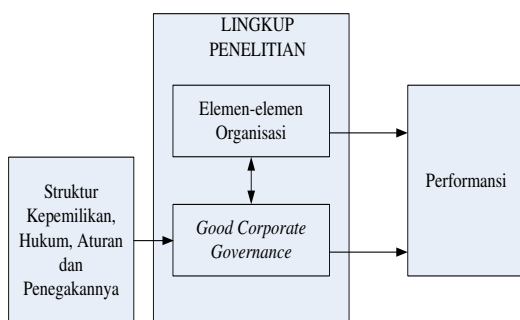 LINGKUP
PENELITIAN
Elemen-elemen
Organisasi
Struktur
Kepemilikan,
Hukum, Aturan
dan
Penegakannya
Good Corporate
Governance
Performansi